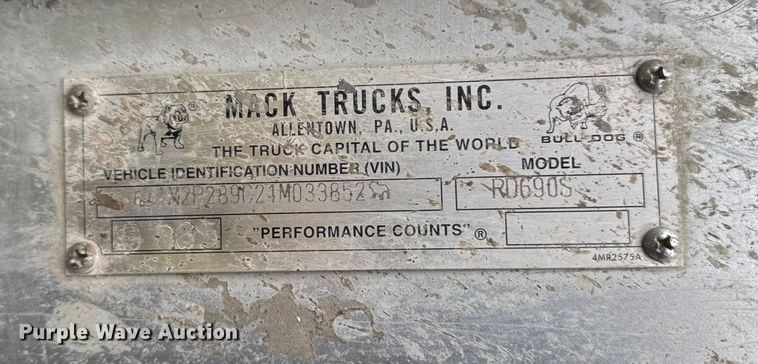 MACK TRUCKS, INC.
ALLENTOWN, PA., U.S.A.
THE TRUCK CAPITAL OF THE WORLD
BULL DOG ®
VEHICLE IDENTIFICATION NUMBER (VIN)
MODEL
RD690S
"PERFORMANCE COUNTS" ®
4MR2575A
Purple Wave Auction